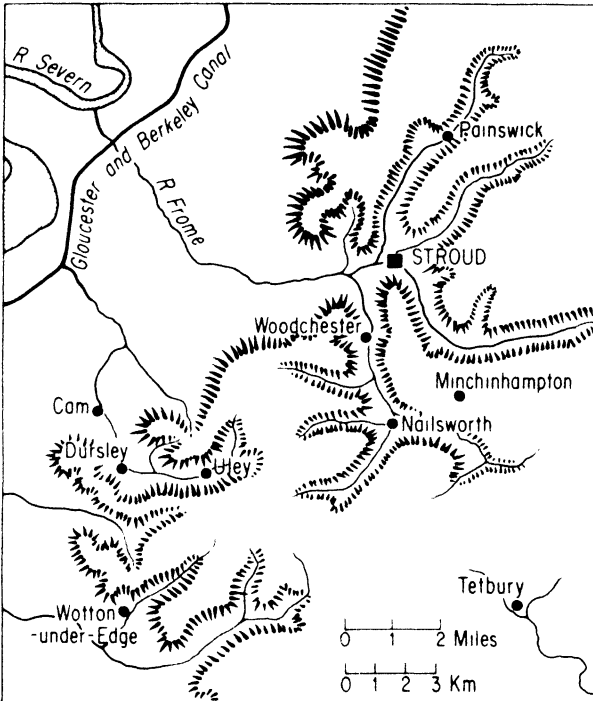 R Severn
Gloucester and Berkeley Canal
Painswick
R Frome
STROUD
Woodchester
Minchinhampton
Cam
Nailsworth
Dursley
Uley
Tetbury
Wotton
-under-Edge
0 1 2 Miles
0 1 2 3 Km